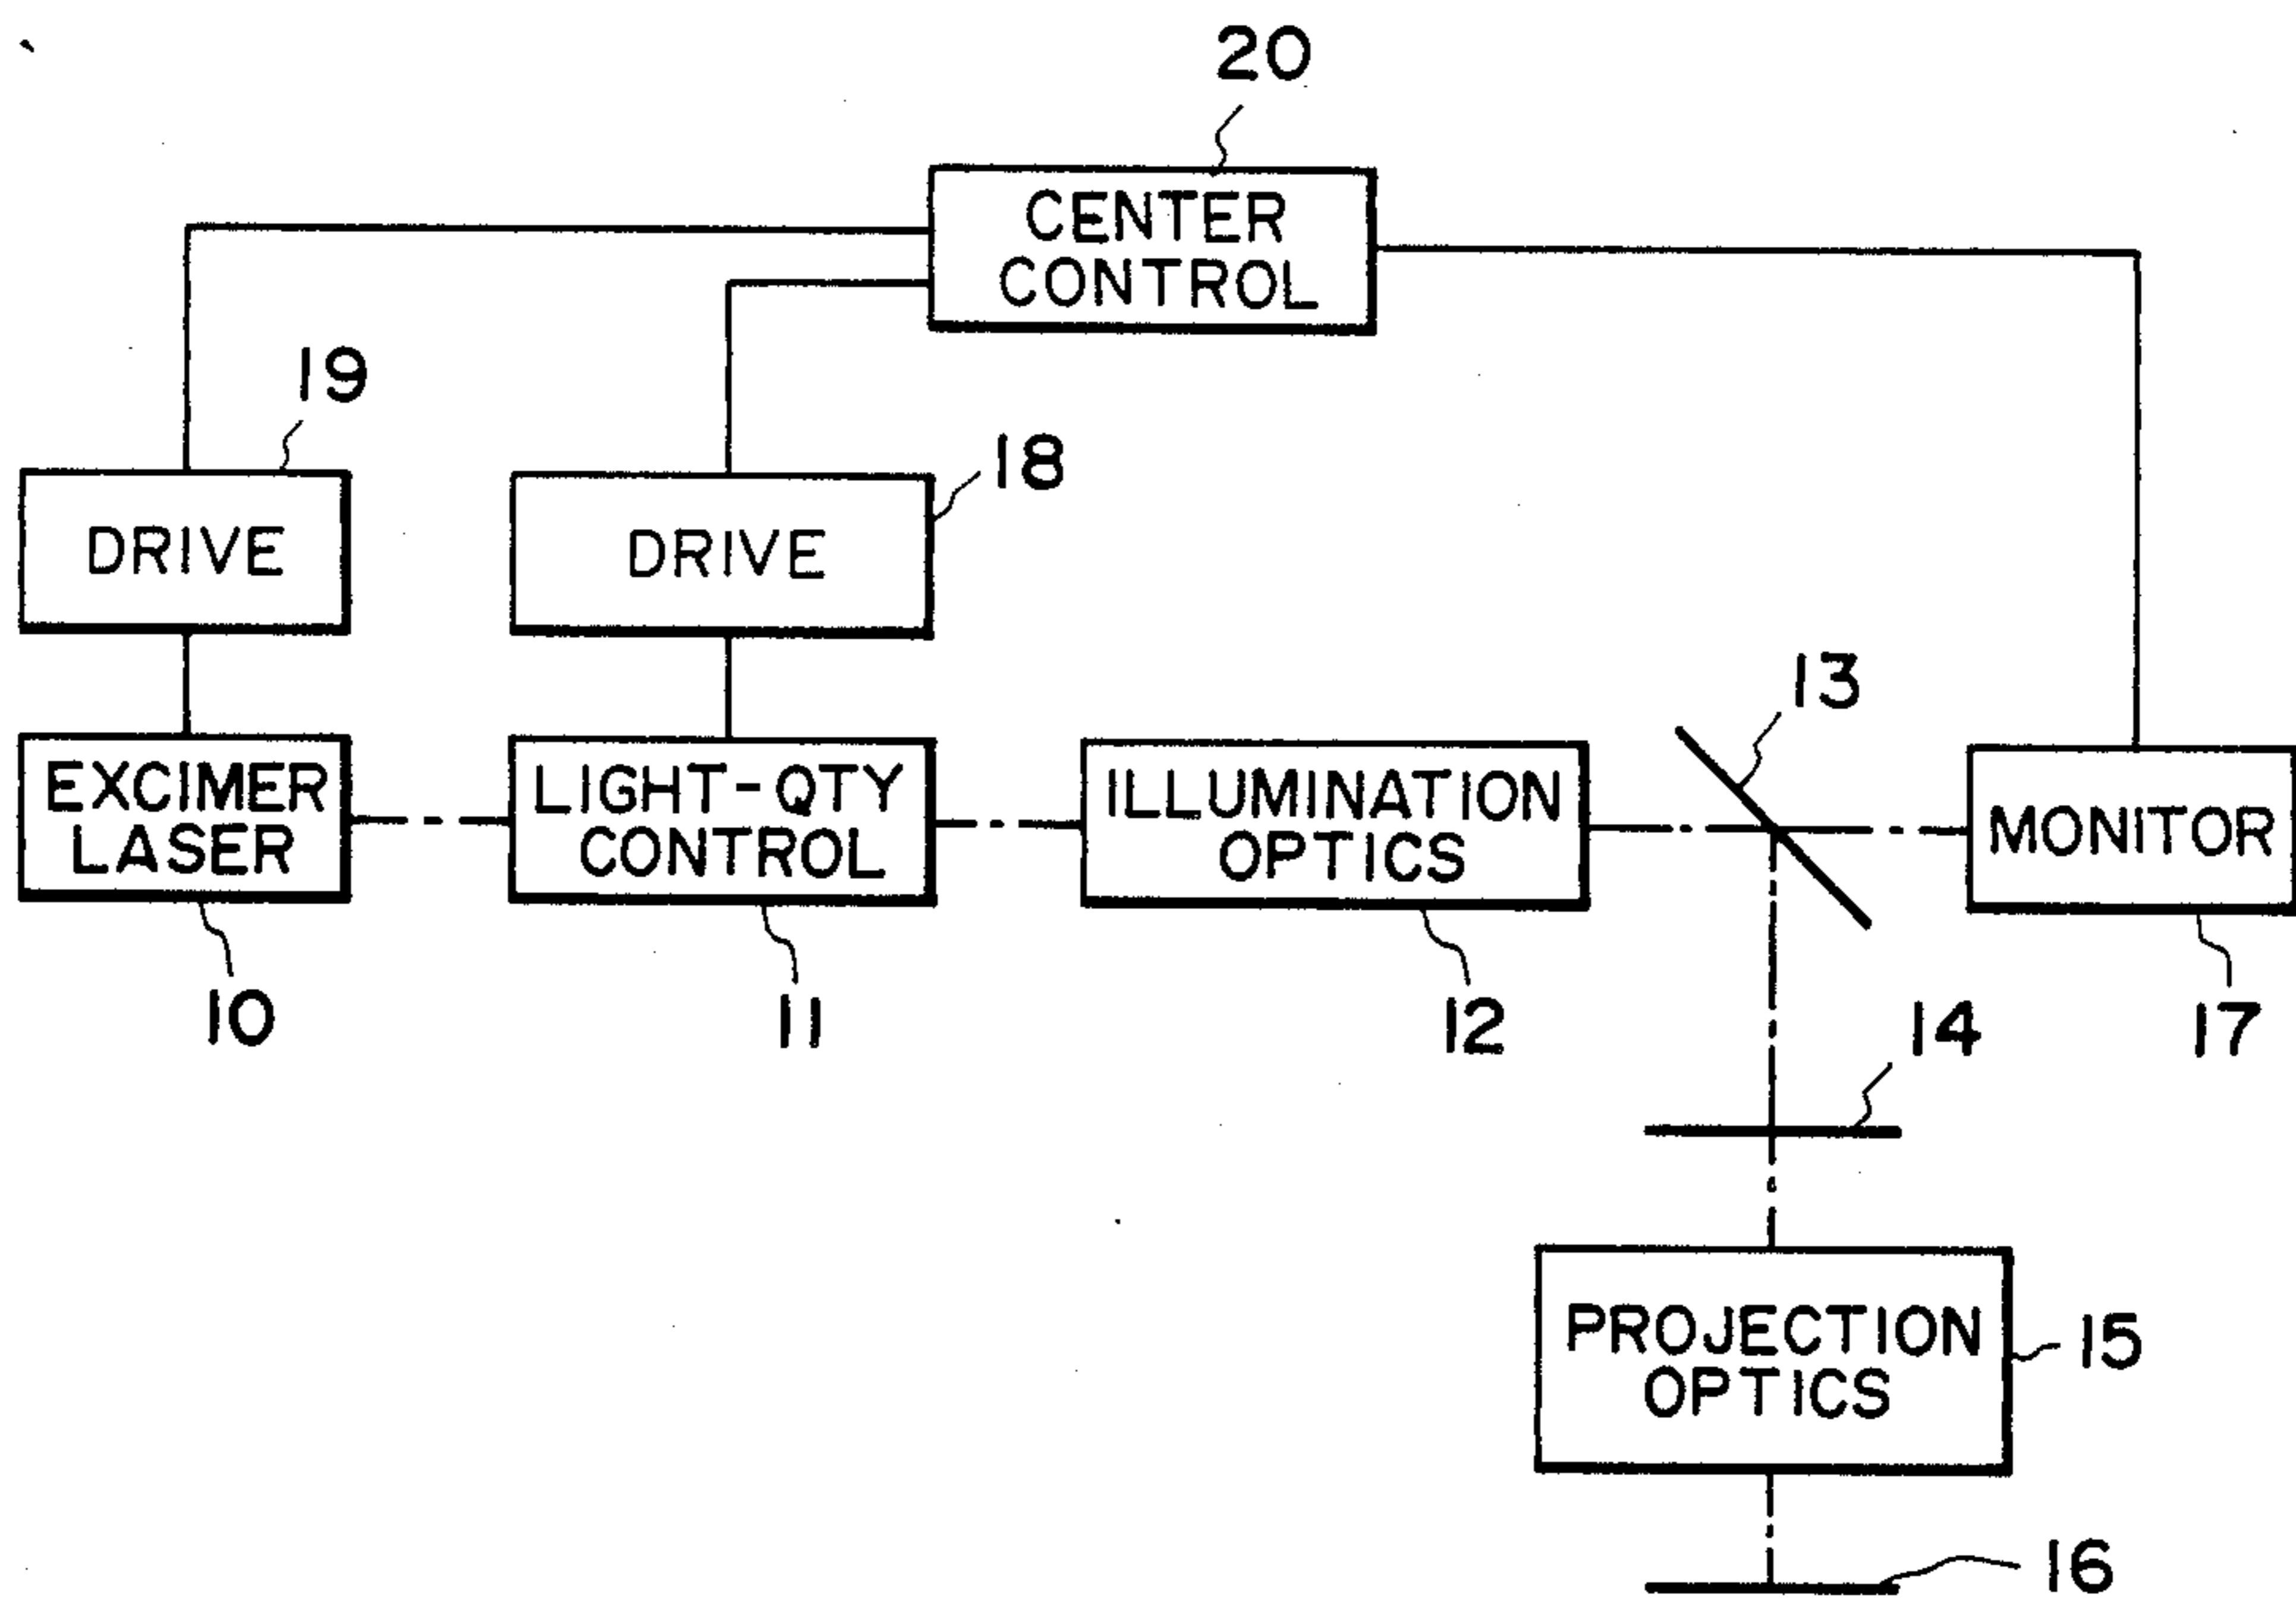 20
CENTER
CONTROL
19
18
DRIVE
DRIVE
13
EXCIMER
LASER
LIGHT-QTY
CONTROL
ILLUMINATION
OPTICS
MONITOR
10
11
12
14
17
PROJECTION
OPTICS
15
16